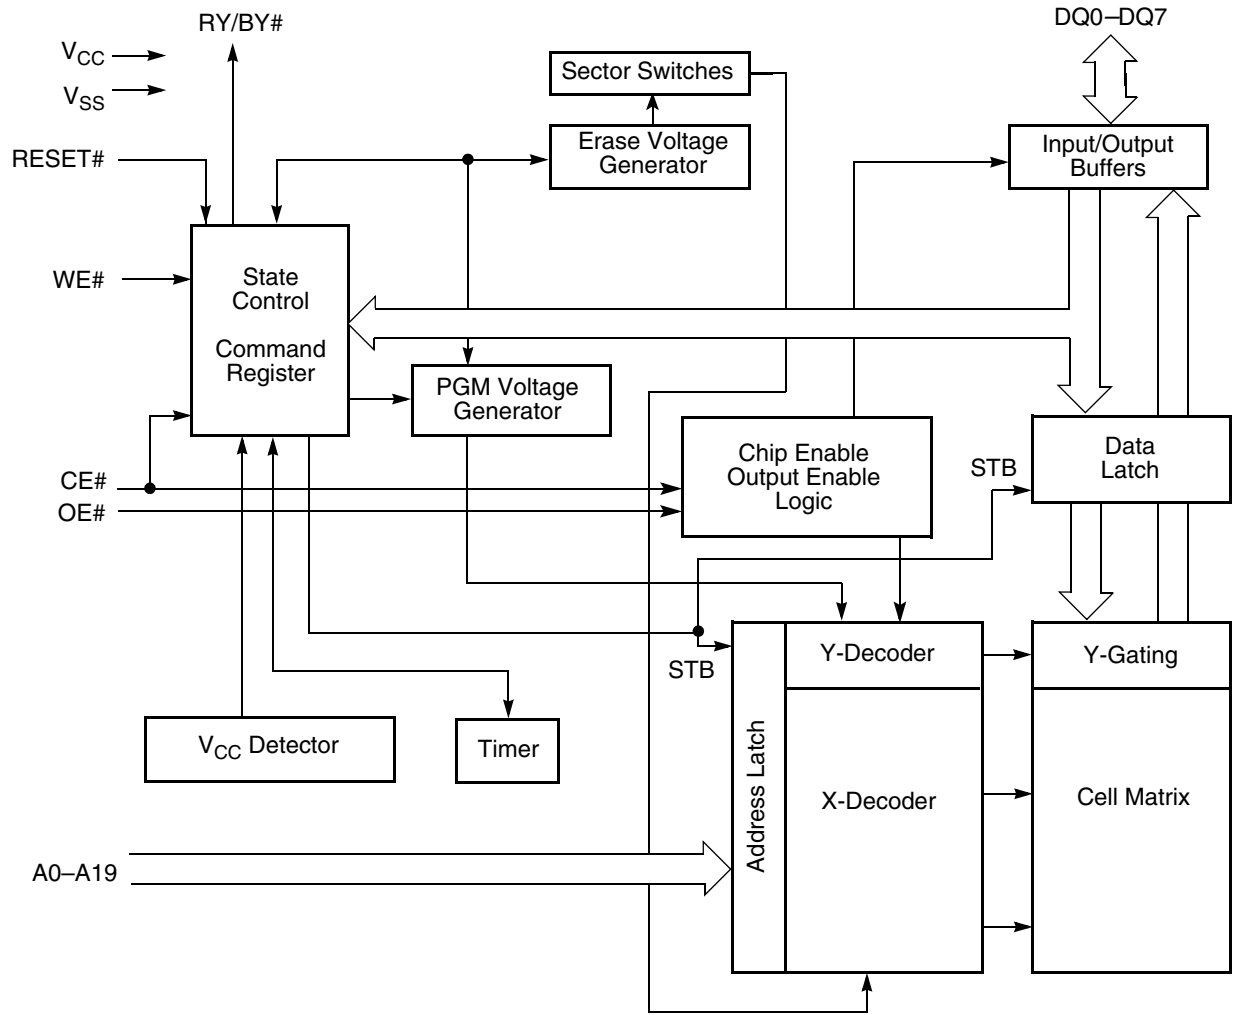 RY/BY#
DQ0–DQ7
VCC
VSS
Sector Switches
RESET#
Erase Voltage
Generator
Input/Output
Buffers
WE#
State
Control
Command
Register
PGM Voltage
Generator
CE#
OE#
Chip Enable
Output Enable
Logic
STB
Data
Latch
STB
Y-Decoder
Y-Gating
VCC Detector
Timer
Address Latch
X-Decoder
Cell Matrix
A0–A19